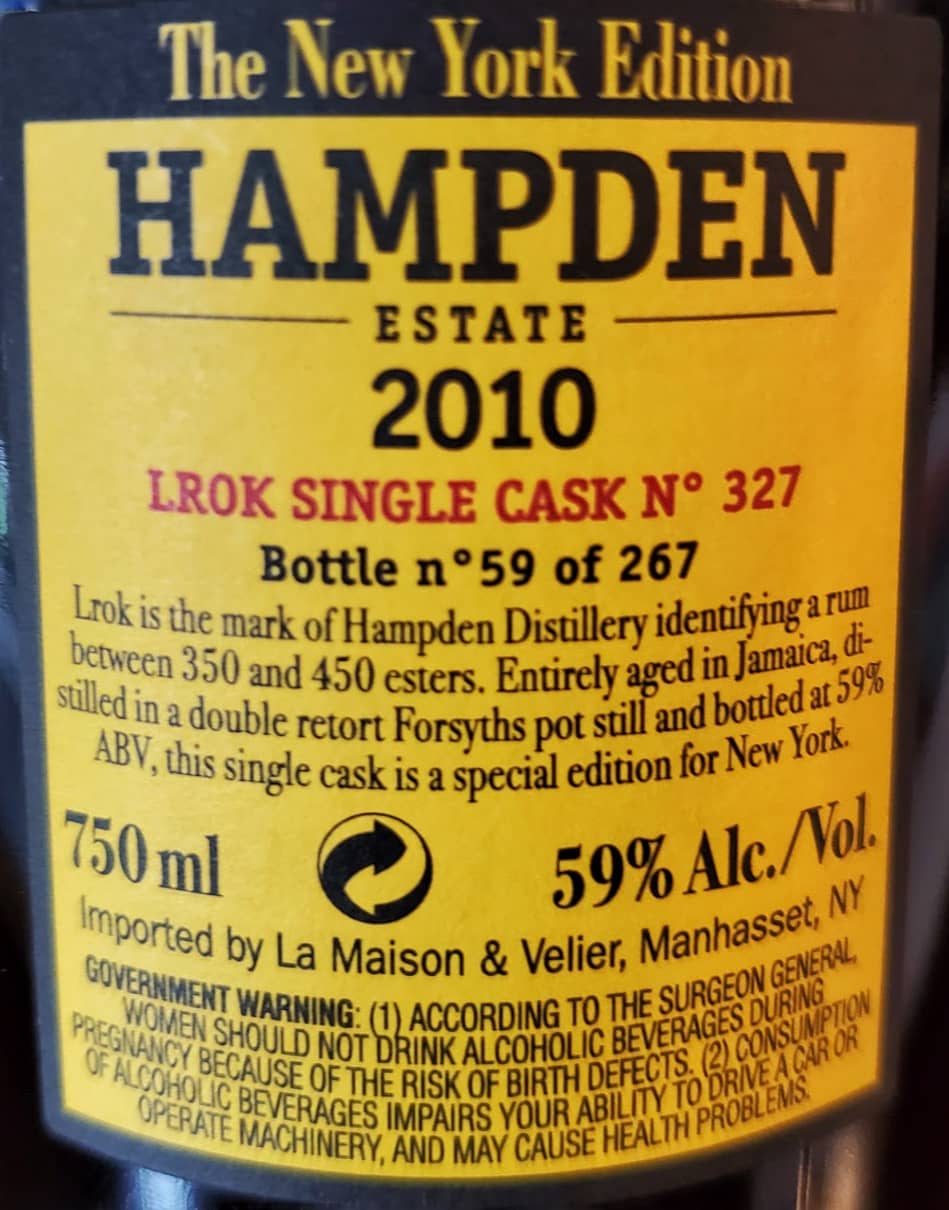 The New York Edition
HAMPDEN
ESTATE
2010
LROK SINGLE CASK N° 327
Bottle n°59 of 267
Lrok is the mark of Hampden Distillery identifying a rum
between 350 and 450 esters. Entirely aged in Jamaica, di-
stilled in a double retort Forsyths pot still and bottled at 59%
ABV, this single cask is a special edition for New York.
750 ml 59% Alc./Vol.
Imported by La Maison & Velier, Manhasset, NY
GOVERNMENT WARNING: (1) ACCORDING TO THE SURGEON GENERAL,
WOMEN SHOULD NOT DRINK ALCOHOLIC BEVERAGES DURING
PREGNANCY BECAUSE OF THE RISK OF BIRTH DEFECTS. (2) CONSUMPTION
OF ALCOHOLIC BEVERAGES IMPAIRS YOUR ABILITY TO DRIVE A CAR OR
OPERATE MACHINERY, AND MAY CAUSE HEALTH PROBLEMS.